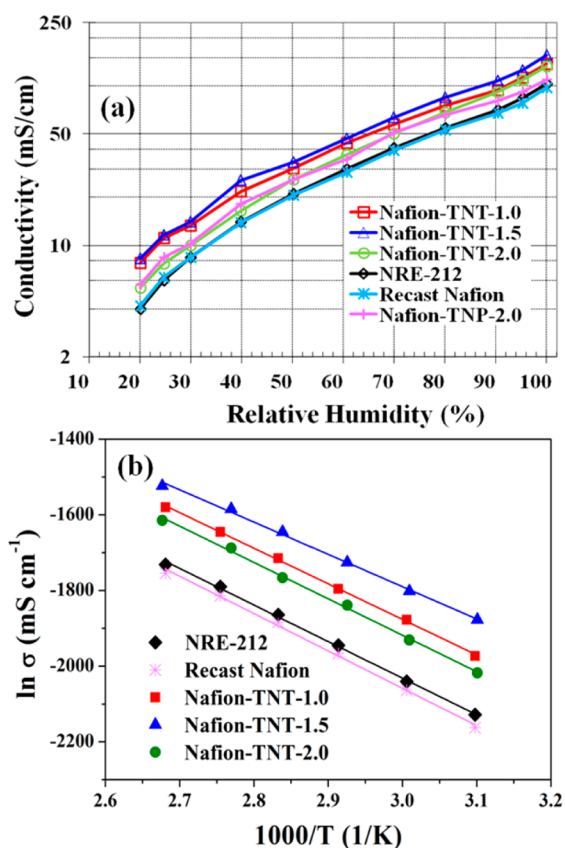 250
50
10
2
Conductivity (mS/cm)
(a)
Nafion-TNT-1.0
Nafion-TNT-1.5
Nafion-TNT-2.0
NRE-212
Recast Nafion
Nafion-TNP-2.0
10 20 30 40 50 60 70 80 90 100
Relative Humidity (%)
-1400
-1600
-1800
-2000
-2200
ln σ (mS cm⁻¹)
(b)
NRE-212
Recast Nafion
Nafion-TNT-1.0
Nafion-TNT-1.5
Nafion-TNT-2.0
2.6 2.7 2.8 2.9 3.0 3.1 3.2
1000/T (1/K)